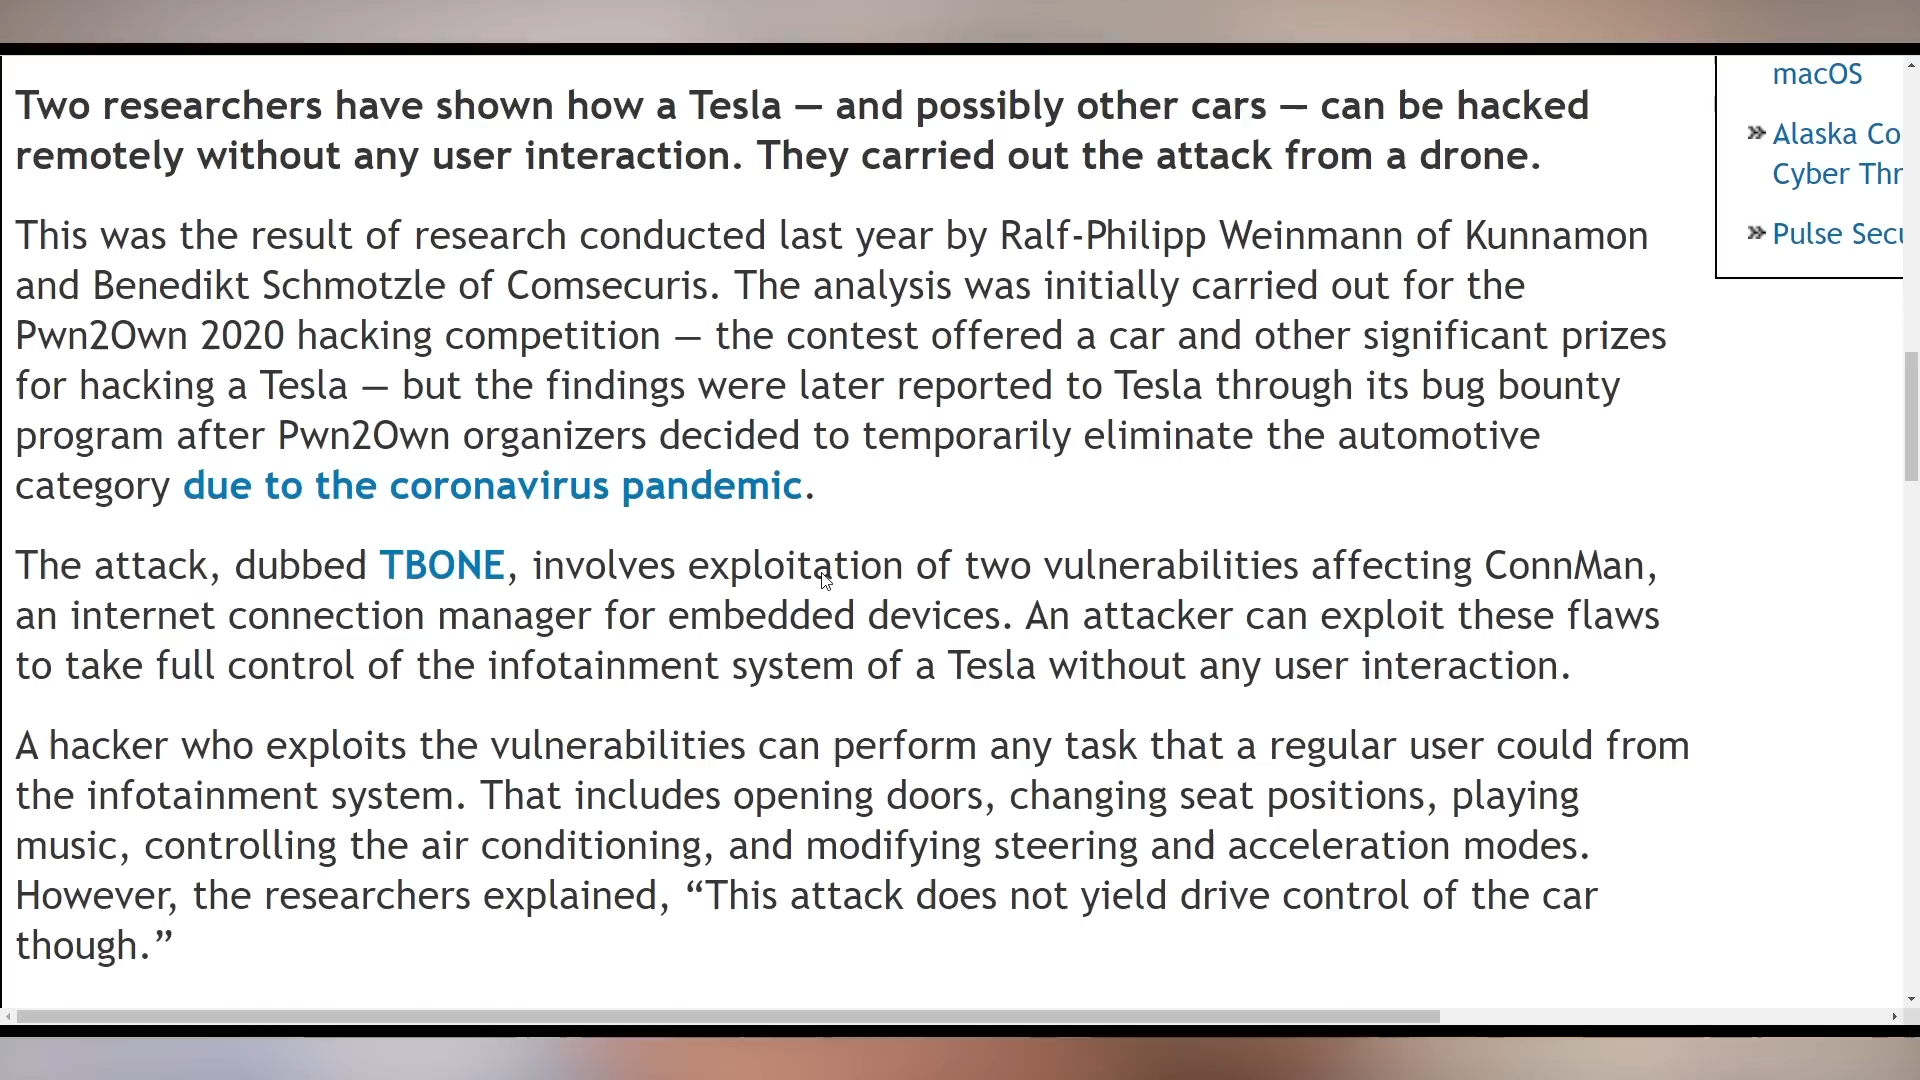 Two researchers have shown how a Tesla — and possibly other cars — can be hacked
remotely without any user interaction. They carried out the attack from a drone.
This was the result of research conducted last year by Ralf-Philipp Weinmann of Kunnamon
and Benedikt Schmotzle of Comsecuris. The analysis was initially carried out for the
Pwn2Own 2020 hacking competition — the contest offered a car and other significant prizes
for hacking a Tesla — but the findings were later reported to Tesla through its bug bounty
program after Pwn2Own organizers decided to temporarily eliminate the automotive
category due to the coronavirus pandemic.
The attack, dubbed TBONE, involves exploitation of two vulnerabilities affecting ConnMan,
an internet connection manager for embedded devices. An attacker can exploit these flaws
to take full control of the infotainment system of a Tesla without any user interaction.
A hacker who exploits the vulnerabilities can perform any task that a regular user could from
the infotainment system. That includes opening doors, changing seat positions, playing
music, controlling the air conditioning, and modifying steering and acceleration modes.
However, the researchers explained, “This attack does not yield drive control of the car
though.”
macOS
Alaska Co
Cyber Thr
Pulse Secu